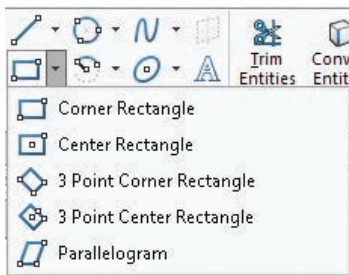 Trim Conv
Entities Entit
Corner Rectangle
Center Rectangle
3 Point Corner Rectangle
3 Point Center Rectangle
Parallelogram